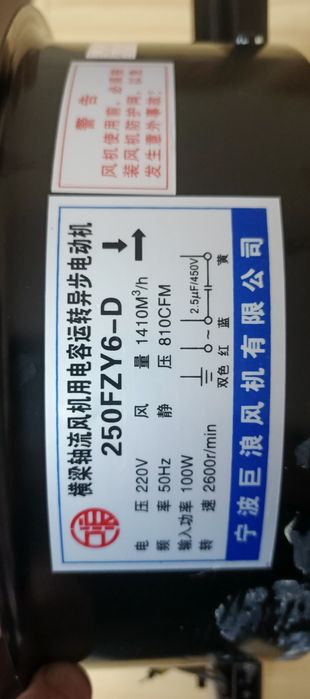 横梁轴流风机用电容运转异步电动机
250FZY6-D
电 压 220V 风 量 1410M³/h
频 率 50Hz 静 压 810CFM
输入功率 100W
转 速 2600r/min
2.5μF/450V
~
双色 红 蓝 黄
宁波巨浪风机有限公司
警 告
风机使用前，必须安
装风机防护网，以免
发生意外事故！